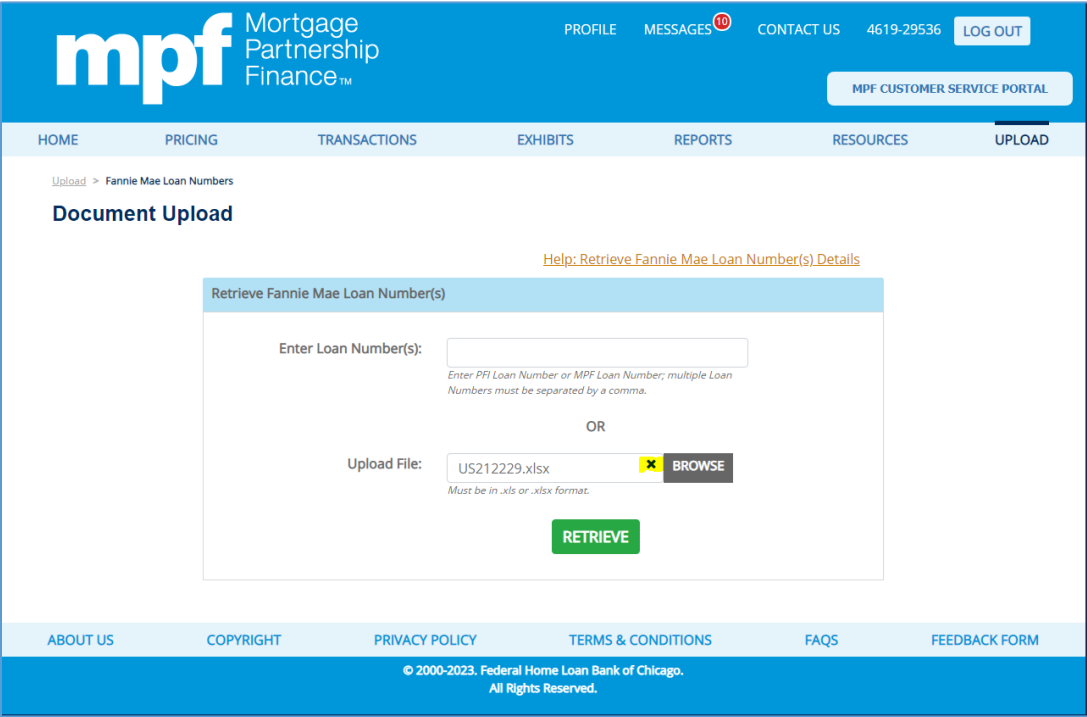 mpf Mortgage
Partnership
Finance™
PROFILE MESSAGES 10 CONTACT US 4619-29536 LOG OUT
MPF CUSTOMER SERVICE PORTAL
HOME PRICING TRANSACTIONS EXHIBITS REPORTS RESOURCES UPLOAD
Upload > Fannie Mae Loan Numbers
Document Upload
Help: Retrieve Fannie Mae Loan Number(s) Details
Retrieve Fannie Mae Loan Number(s)
Enter Loan Number(s):
Enter PFI Loan Number or MPF Loan Number; multiple Loan
Numbers must be separated by a comma.
OR
Upload File: US212229.xlsx × BROWSE
Must be in .xls or .xlsx format.
RETRIEVE
ABOUT US COPYRIGHT PRIVACY POLICY TERMS & CONDITIONS FAQS FEEDBACK FORM
© 2000-2023. Federal Home Loan Bank of Chicago.
All Rights Reserved.